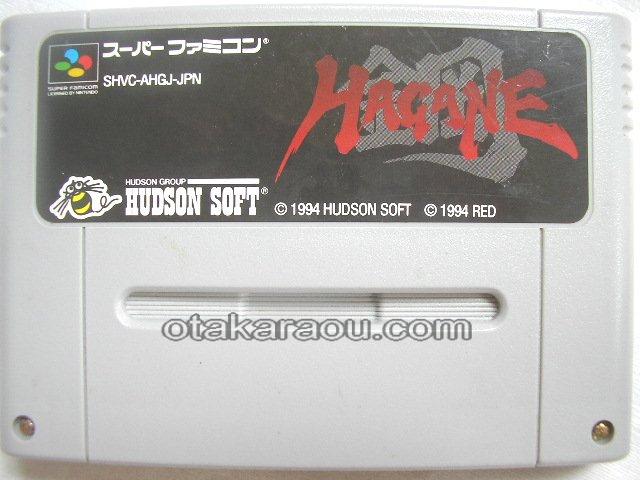 スーパーファミコン®
SUPER FAMICOM
LICENSED BY NINTENDO
SHVC-AHGJ-JPN
鋼
HAGANE
HUDSON GROUP
HUDSON SOFT®
© 1994 HUDSON SOFT © 1994 RED
otakaraou.com